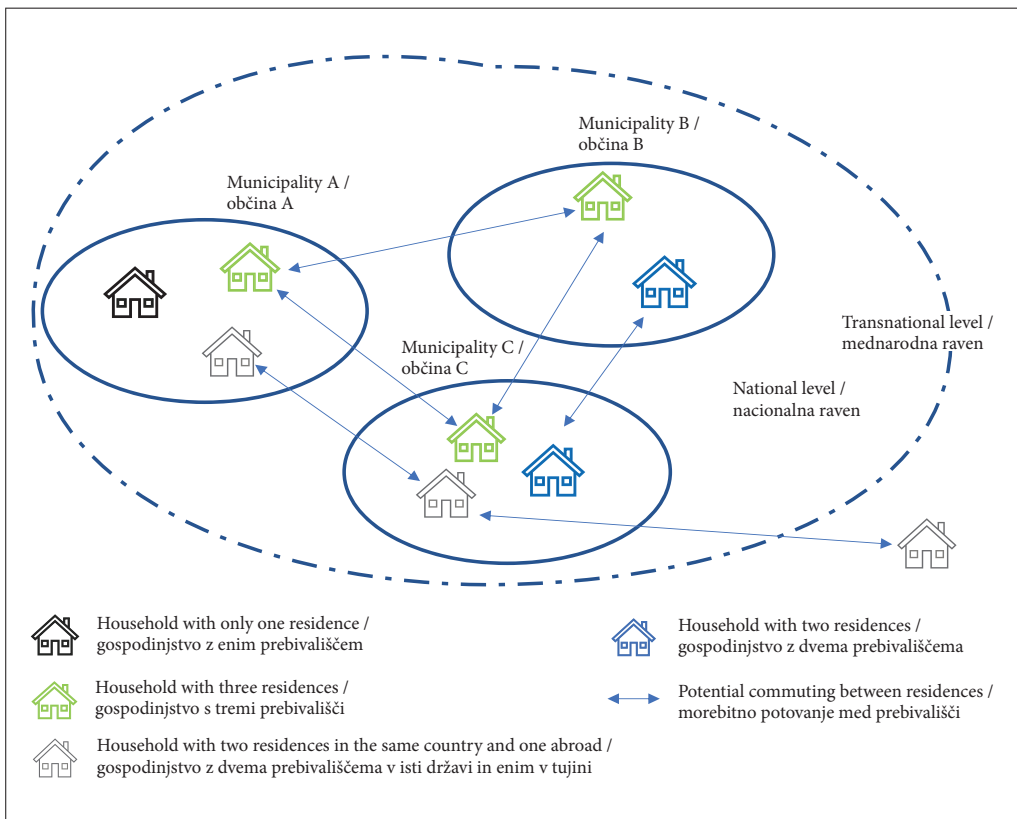 Municipality B /
občina B
Municipality A /
občina A
Transnational level /
mednarodna raven
Municipality C /
občina C
National level /
nacionalna raven
Household with only one residence /
gospodinjstvo z enim prebivališčem
Household with two residences /
gospodinjstvo z dvema prebivališčema
Household with three residences /
gospodinjstvo s tremi prebivališči
Potential commuting between residences /
morebitno potovanje med prebivališči
Household with two residences in the same country and one abroad /
gospodinjstvo z dvema prebivališčema v isti državi in enim v tujini